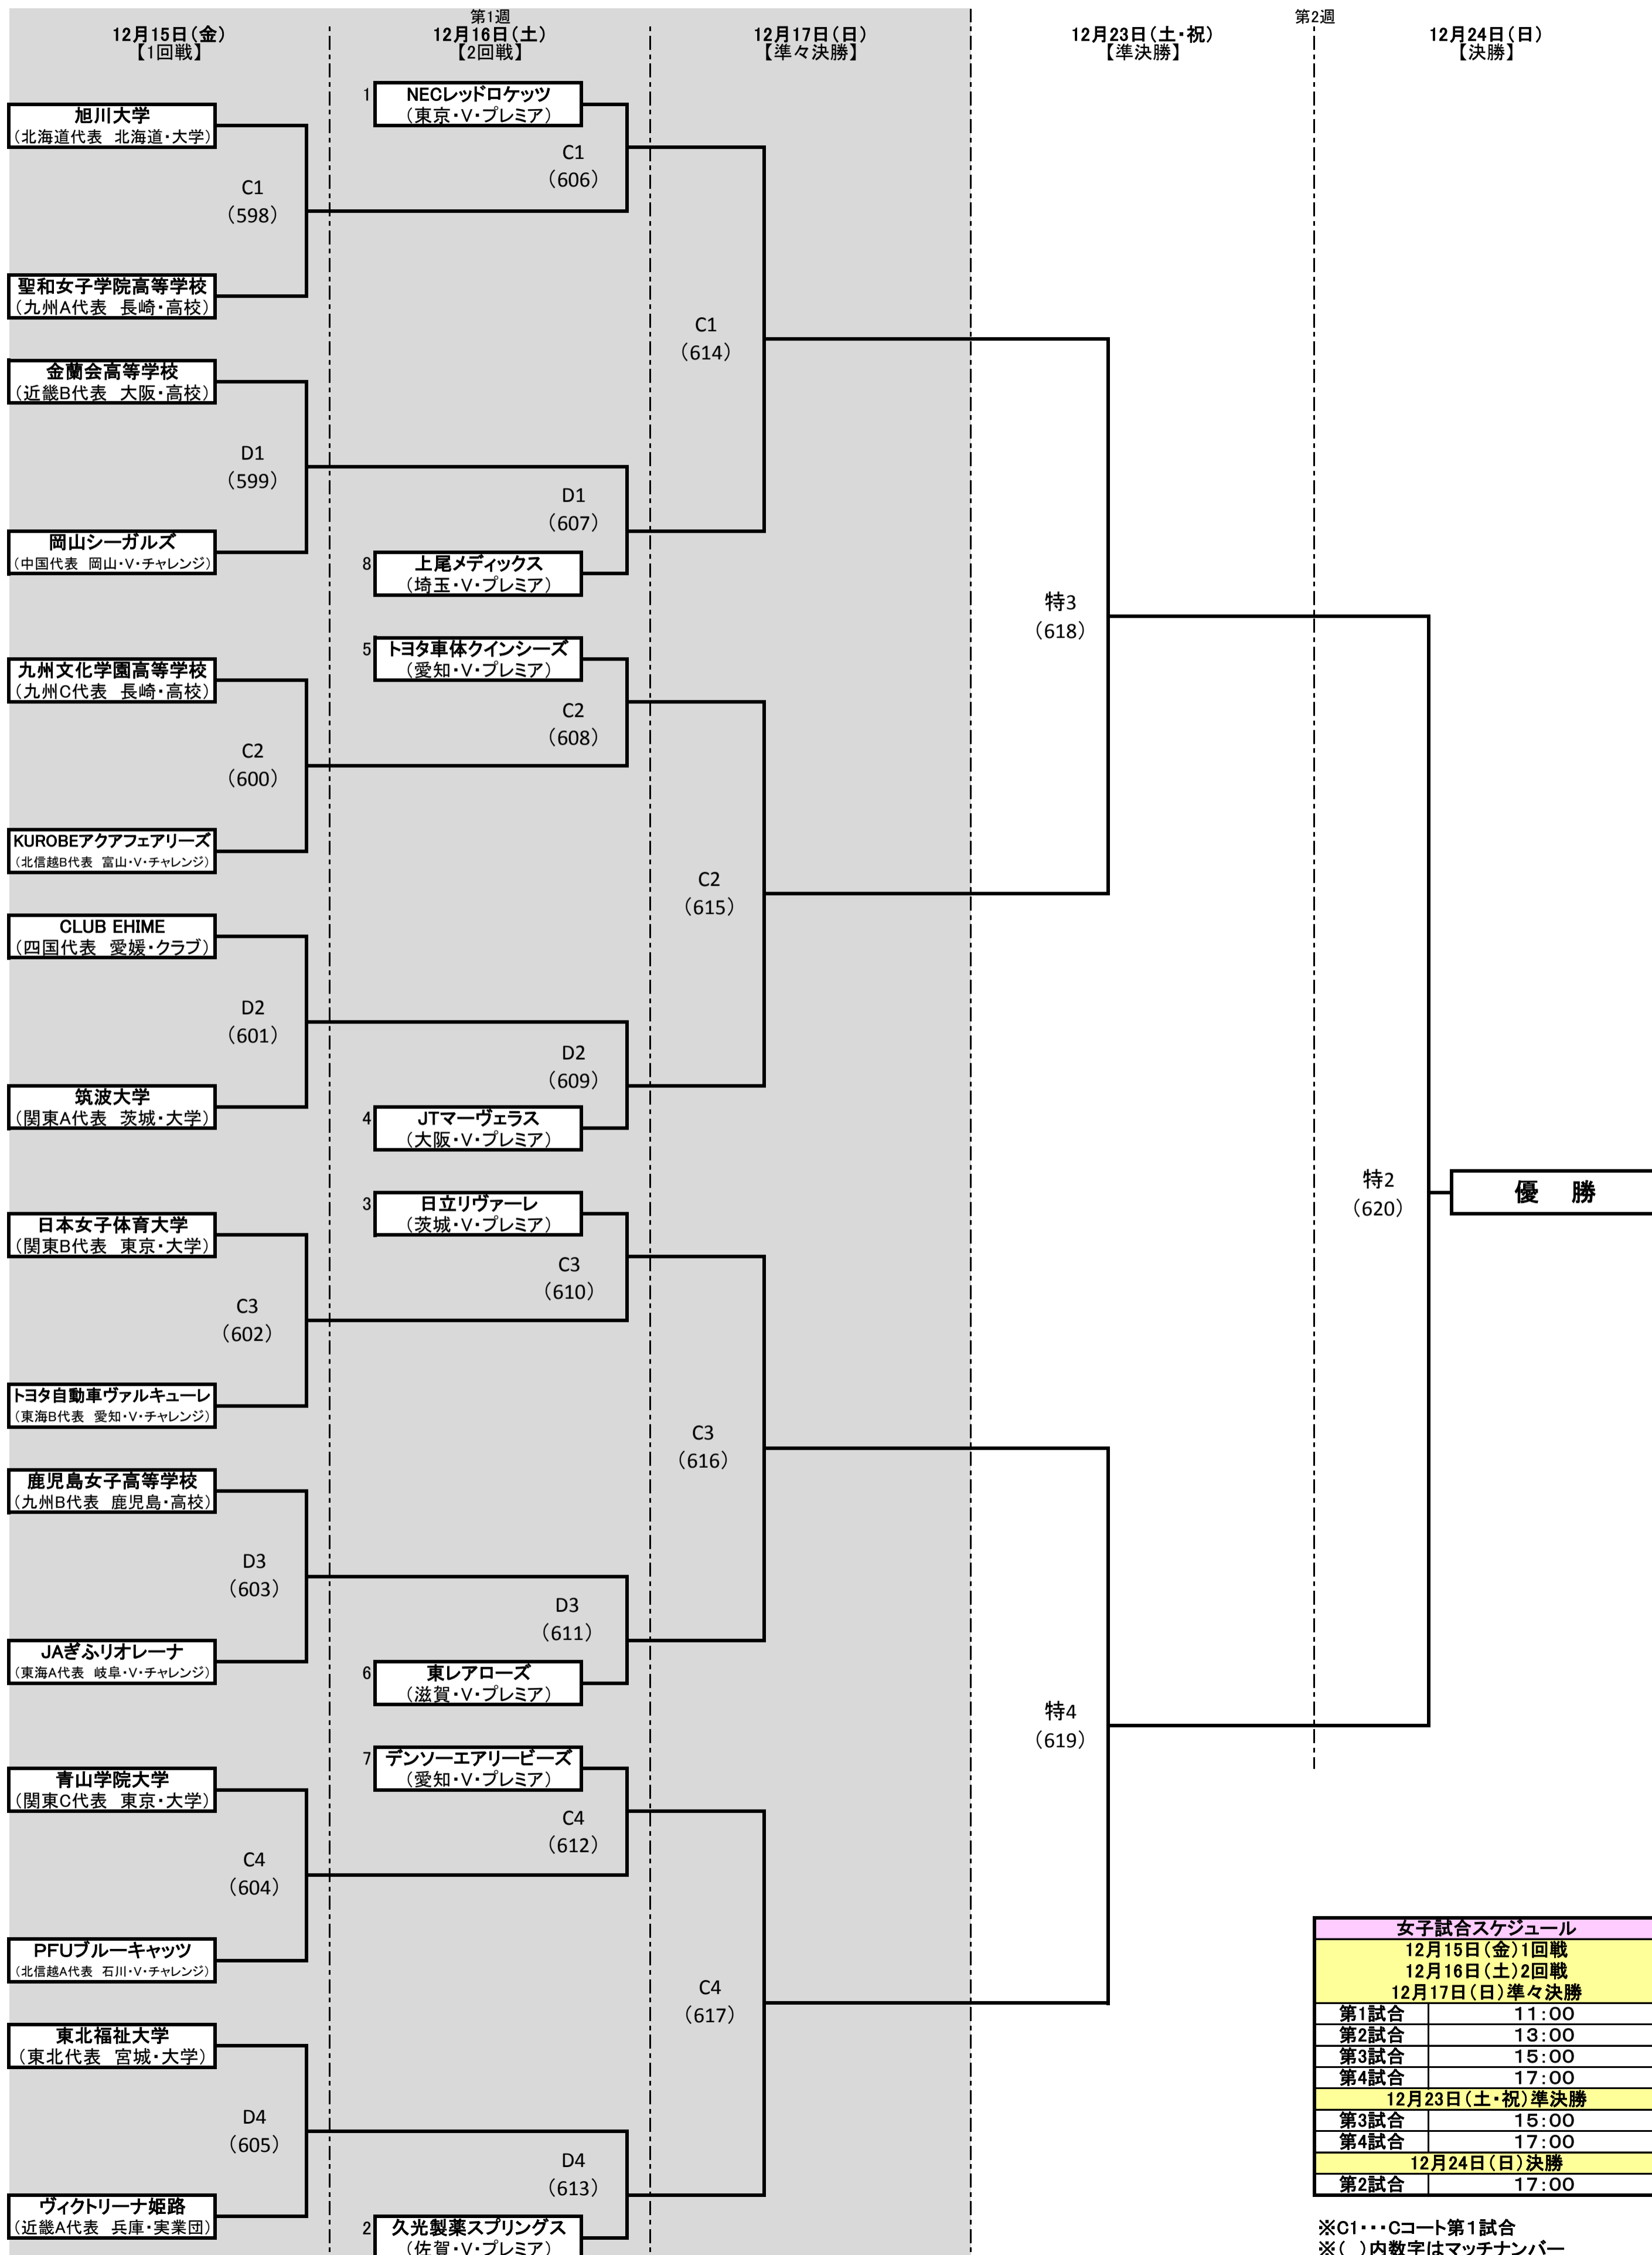 第1週
第2週
12月15日(金)
【1回戦】
12月16日(土)
【2回戦】
12月17日(日)
【準々決勝】
12月23日(土・祝)
【準決勝】
12月24日(日)
【決勝】
1
NECレッドロケッツ
(東京・V・プレミア)
旭川大学
(北海道代表 北海道・大学)
C1
(606)
C1
(598)
聖和女子学院高等学校
(九州A代表 長崎・高校)
C1
(614)
金蘭会高等学校
(近畿B代表 大阪・高校)
D1
(599)
D1
(607)
岡山シーガルズ
(中国代表 岡山・V・チャレンジ)
8
上尾メディックス
(埼玉・V・プレミア)
特3
(618)
5
トヨタ車体クインシーズ
(愛知・V・プレミア)
九州文化学園高等学校
(九州C代表 長崎・高校)
C2
(608)
C2
(600)
KUROBEアクアフェアリーズ
(北信越B代表 富山・V・チャレンジ)
C2
(615)
CLUB EHIME
(四国代表 愛媛・クラブ)
D2
(601)
D2
(609)
筑波大学
(関東A代表 茨城・大学)
4
JTマーヴェラス
(大阪・V・プレミア)
特2
(620)
優 勝
3
日立リヴァーレ
(茨城・V・プレミア)
日本女子体育大学
(関東B代表 東京・大学)
C3
(610)
C3
(602)
トヨタ自動車ヴァルキューレ
(東海B代表 愛知・V・チャレンジ)
C3
(616)
鹿児島女子高等学校
(九州B代表 鹿児島・高校)
D3
(603)
D3
(611)
JAぎふリオレーナ
(東海A代表 岐阜・V・チャレンジ)
6
東レアローズ
(滋賀・V・プレミア)
特4
(619)
7
デンソーエアリービーズ
(愛知・V・プレミア)
青山学院大学
(関東C代表 東京・大学)
C4
(612)
C4
(604)
PFUブルーキャッツ
(北信越A代表 石川・V・チャレンジ)
C4
(617)
東北福祉大学
(東北代表 宮城・大学)
D4
(605)
D4
(613)
ヴィクトリーナ姫路
(近畿A代表 兵庫・実業団)
2
久光製薬スプリングス
(佐賀・V・プレミア)
女子試合スケジュール
12月15日(金)1回戦
12月16日(土)2回戦
12月17日(日)準々決勝
第1試合 11:00
第2試合 13:00
第3試合 15:00
第4試合 17:00
12月23日(土・祝)準決勝
第3試合 15:00
第4試合 17:00
12月24日(日)決勝
第2試合 17:00
※C1・・・Cコート第1試合
※( )内数字はマッチナンバー